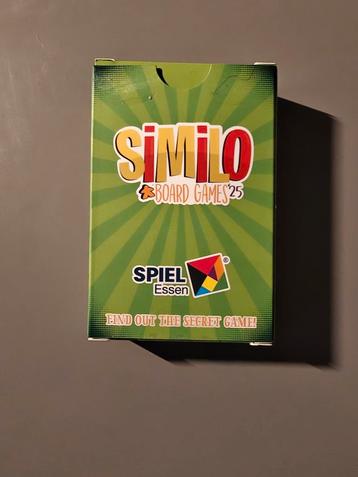 SiMiLO
BOARD GAMES '25
SPIEL ®
Essen
FIND OUT THE SECRET GAME!